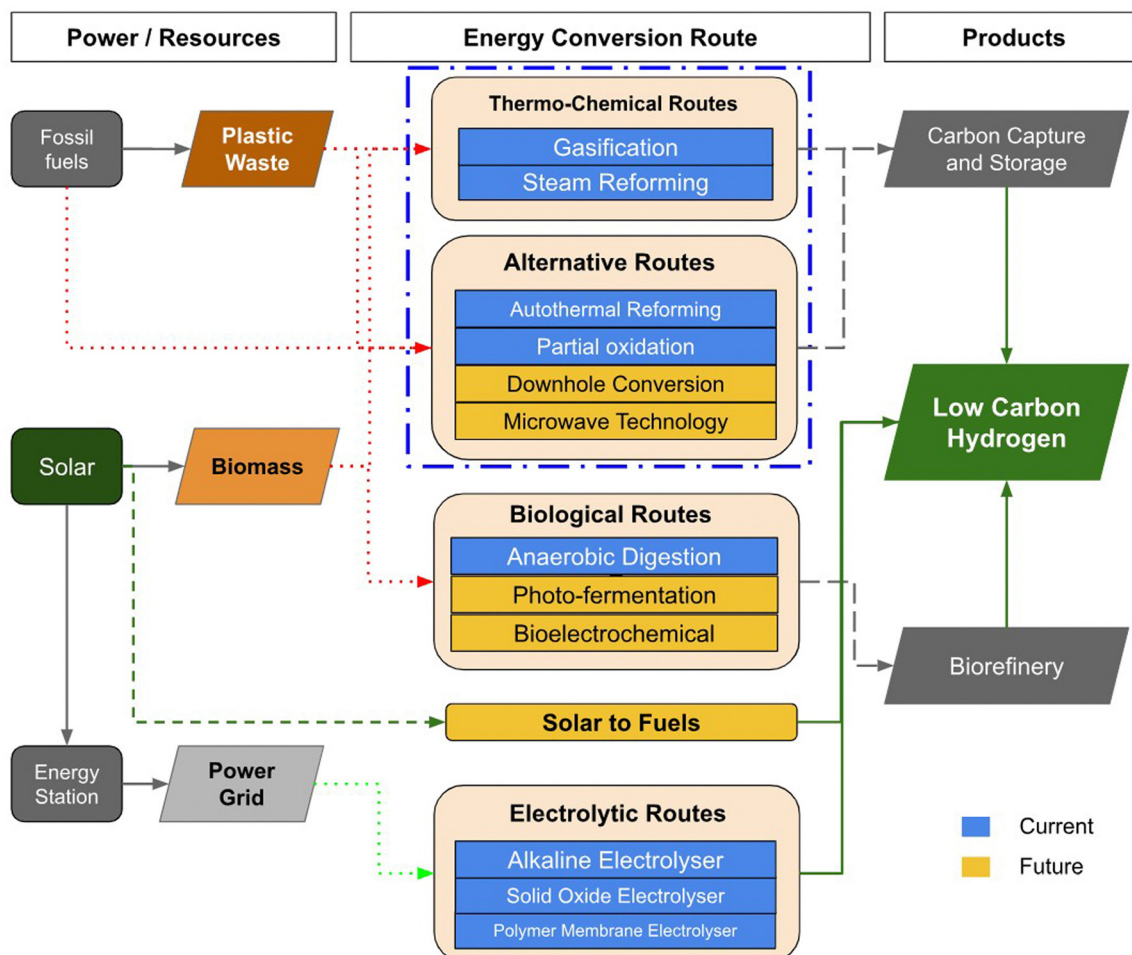 Power / Resources
Energy Conversion Route
Products
Fossil
fuels
Plastic
Waste
Thermo-Chemical Routes
Gasification
Steam Reforming
Carbon Capture
and Storage
Alternative Routes
Autothermal Reforming
Partial oxidation
Downhole Conversion
Microwave Technology
Low Carbon
Hydrogen
Solar
Biomass
Biological Routes
Anaerobic Digestion
Photo-fermentation
Bioelectrochemical
Biorefinery
Solar to Fuels
Energy
Station
Power
Grid
Electrolytic Routes
Alkaline Electrolyser
Solid Oxide Electrolyser
Polymer Membrane Electrolyser
Current
Future